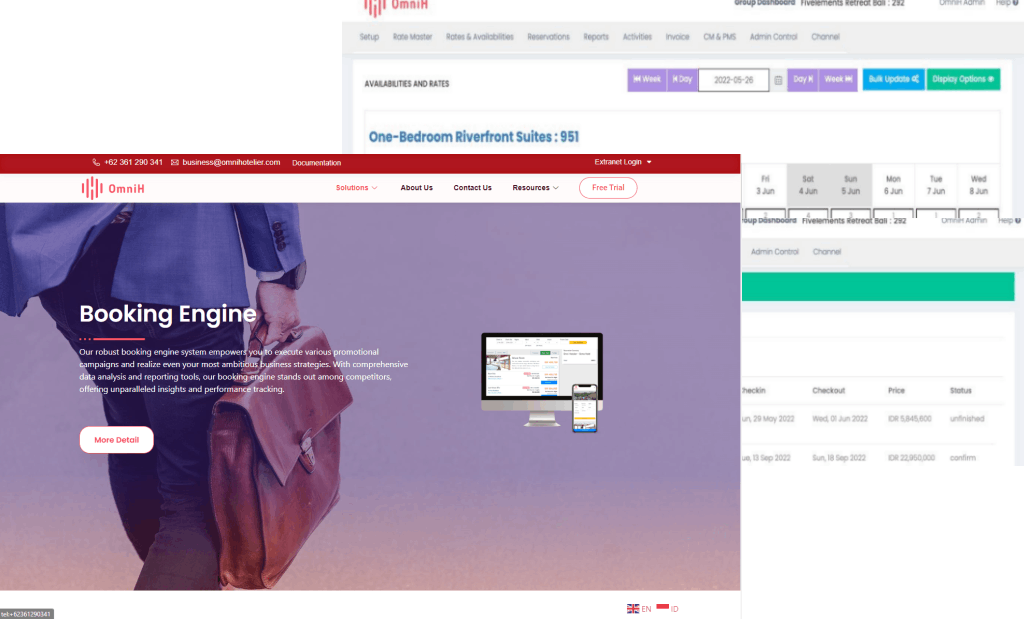 OmniH
Group Dashboard Fivelements Retreat Bali : 292 OmniH Admin Help
Setup Rate Master Rates & Availabilities Reservations Reports Activities Invoice CM & PMS Admin Control Channel
AVAILABILITIES AND RATES
Week Day 2022-05-26 Day Week Bulk Update Display Options
One-Bedroom Riverfront Suites : 951
Fri Sat Sun Mon Tue Wed
3 Jun 4 Jun 5 Jun 6 Jun 7 Jun 8 Jun
+62 361 290 341 business@omnihotelier.com Documentation Extranet Login
OmniH Solutions About Us Contact Us Resources Free Trial
Booking Engine
Our robust booking engine system empowers you to execute various promotional
campaigns and realize even your most ambitious business strategies. With comprehensive
data analysis and reporting tools, our booking engine stands out among competitors,
offering unparalleled insights and performance tracking.
More Detail
EN ID
tel:+62361290341
oup Dashboard Fivelements Retreat Bali : 292 OmniH Admin Help
Admin Control Channel
heckin Checkout Price Status
un, 29 May 2022 Wed, 01 Jun 2022 IDR 5,845,600 unfinished
ue, 13 Sep 2022 Sun, 18 Sep 2022 IDR 22,950,000 confirm